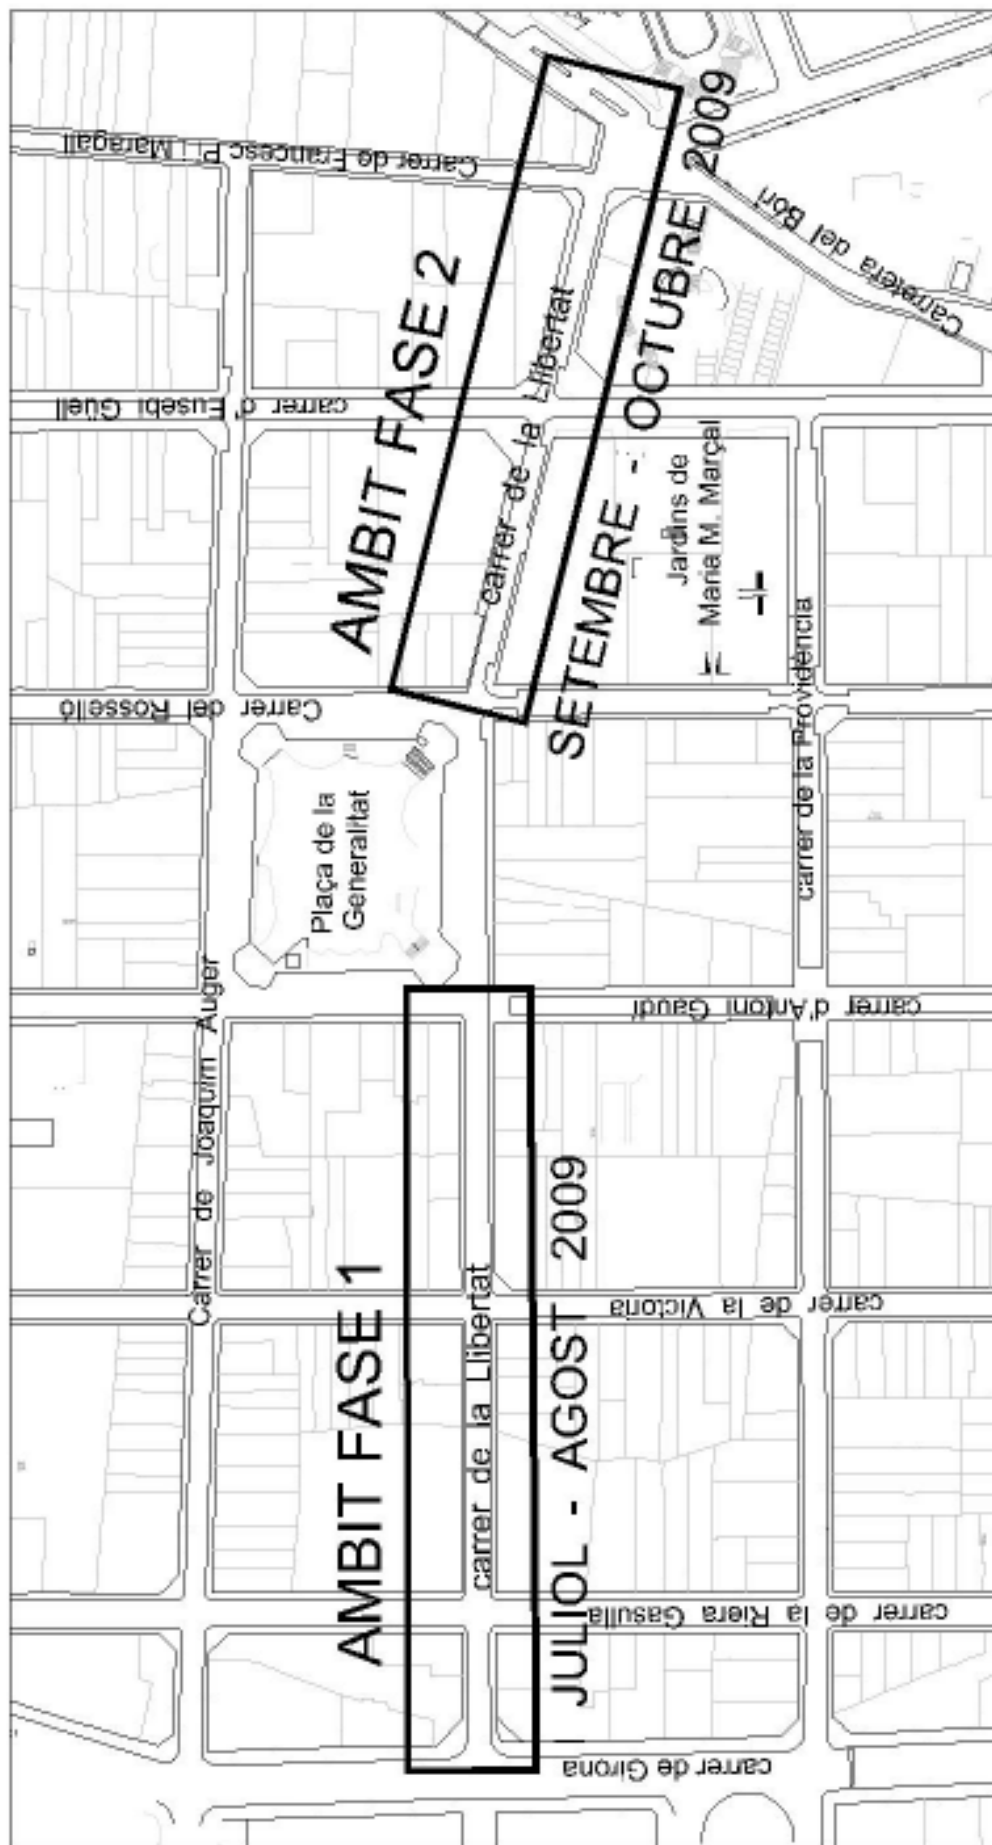 Carrer de Francesc Pi i Maragall
AMBIT FASE 2
carrer de la Llibertat
SETEMBRE - OCTUBRE 2009
Carretera del Bori
carrer d'Eusebi Güell
Jardins de
Maria M. Marçal
Carrer del Rosselló
Plaça de la
Generalitat
carrer de la Providència
Carrer de Joaquim Auger
carrer d'Antoni Gaudí
AMBIT FASE 1
carrer de la Llibertat
JULIOL - AGOST 2009
carrer de la Victoria
carrer de la Riera Gasulla
carrer de Girona